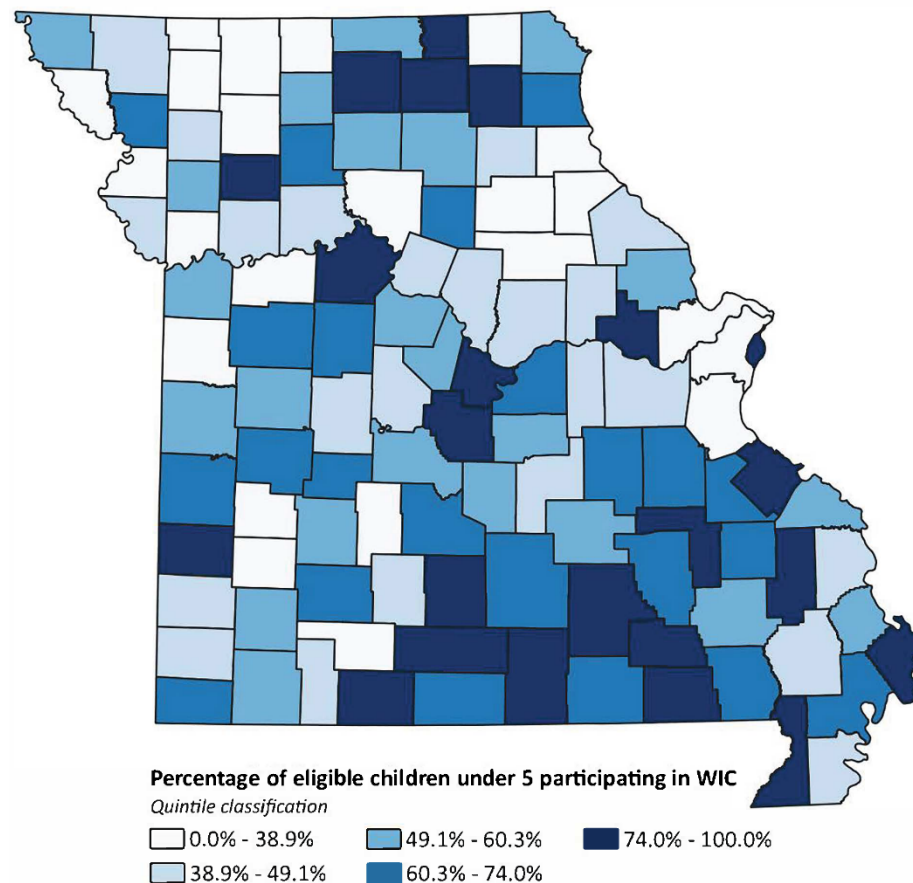 Percentage of eligible children under 5 participating in WIC
Quintile classification
0.0% - 38.9% 49.1% - 60.3% 74.0% - 100.0%
38.9% - 49.1% 60.3% - 74.0%